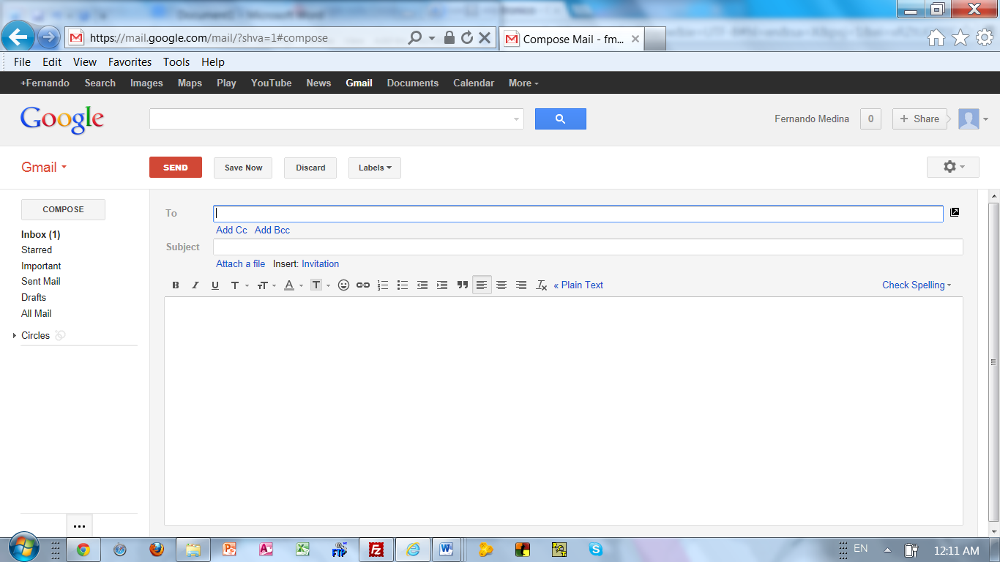 https://mail.google.com/mail/?shva=1#compose
Compose Mail - fm...
File Edit View Favorites Tools Help
+Fernando Search Images Maps Play YouTube News Gmail Documents Calendar More
Google
Fernando Medina 0 + Share
Gmail SEND Save Now Discard Labels
COMPOSE
Inbox (1)
Starred
Important
Sent Mail
Drafts
All Mail
Circles
To
Add Cc Add Bcc
Subject
Attach a file Insert: Invitation
B I U T TT A T « Plain Text Check Spelling
FTP
EN 12:11 AM